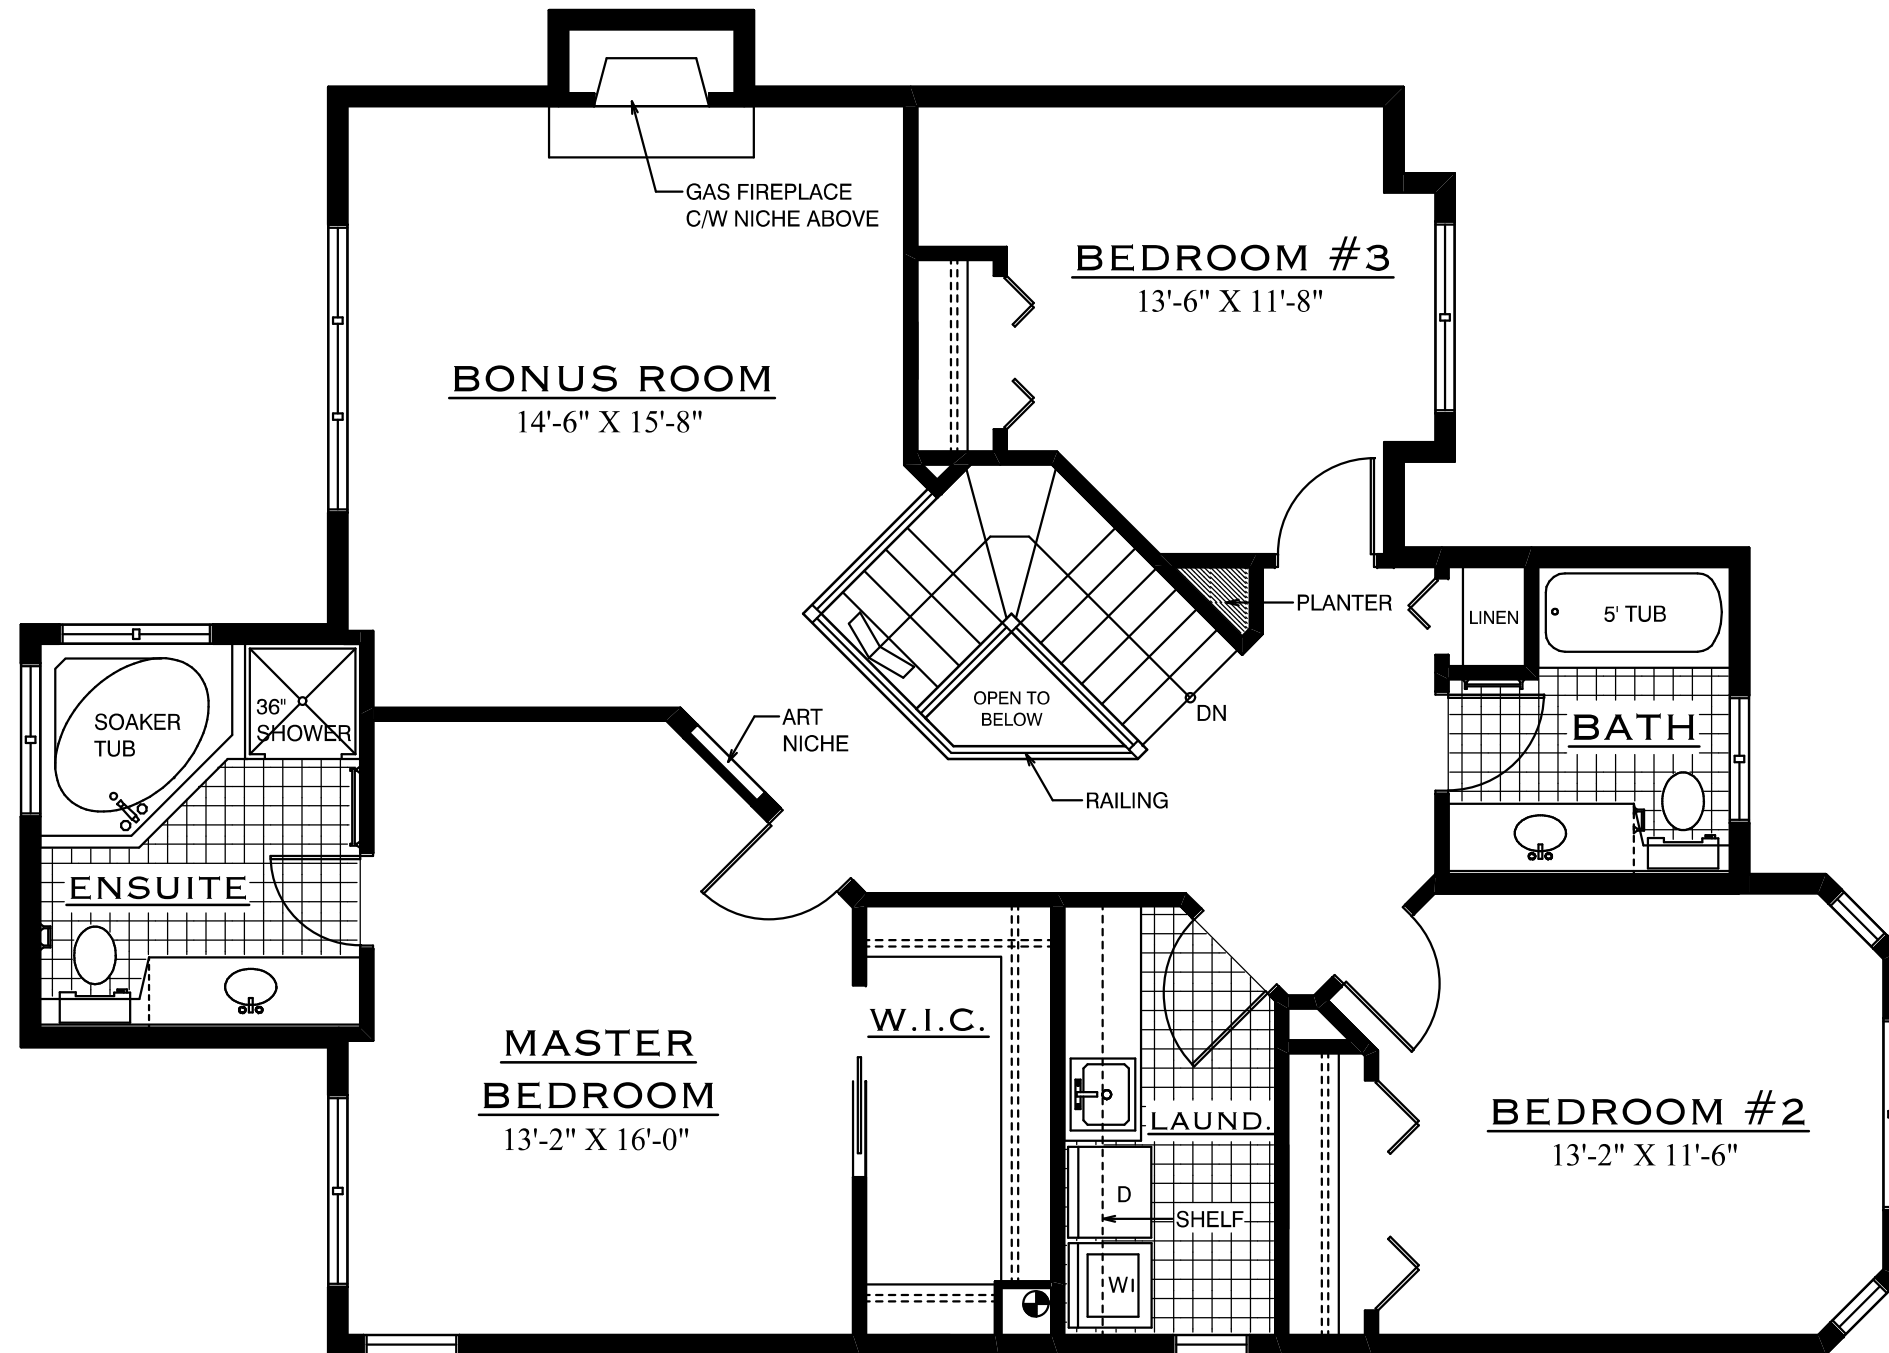 GAS FIREPLACE
C/W NICHE ABOVE
BEDROOM #3
13'-6" X 11'-8"
BONUS ROOM
14'-6" X 15'-8"
PLANTER
LINEN
5' TUB
36"
SHOWER
SOAKER
TUB
ART
NICHE
OPEN TO
BELOW
DN
BATH
RAILING
ENSUITE
W.I.C.
MASTER
BEDROOM
13'-2" X 16'-0"
LAUND.
BEDROOM #2
13'-2" X 11'-6"
D
SHELF
W